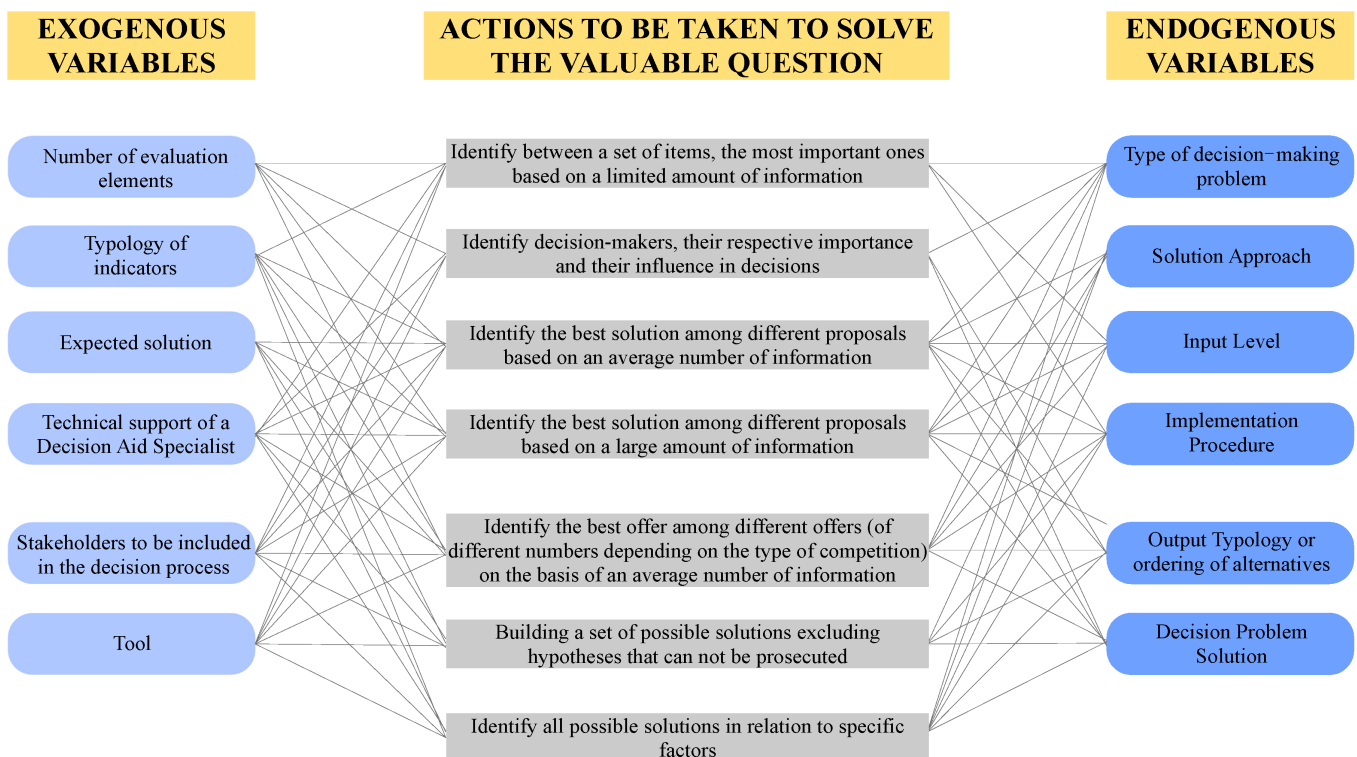 EXOGENOUS
VARIABLES
ACTIONS TO BE TAKEN TO SOLVE
THE VALUABLE QUESTION
ENDOGENOUS
VARIABLES
Number of evaluation
elements
Typology of
indicators
Expected solution
Technical support of a
Decision Aid Specialist
Stakeholders to be included
in the decision process
Tool
Identify between a set of items, the most important ones
based on a limited amount of information
Identify decision-makers, their respective importance
and their influence in decisions
Identify the best solution among different proposals
based on an average number of information
Identify the best solution among different proposals
based on a large amount of information
Identify the best offer among different offers (of
different numbers depending on the type of competition)
on the basis of an average number of information
Building a set of possible solutions excluding
hypotheses that can not be prosecuted
Identify all possible solutions in relation to specific
factors
Type of decision−making
problem
Solution Approach
Input Level
Implementation
Procedure
Output Typology or
ordering of alternatives
Decision Problem
Solution